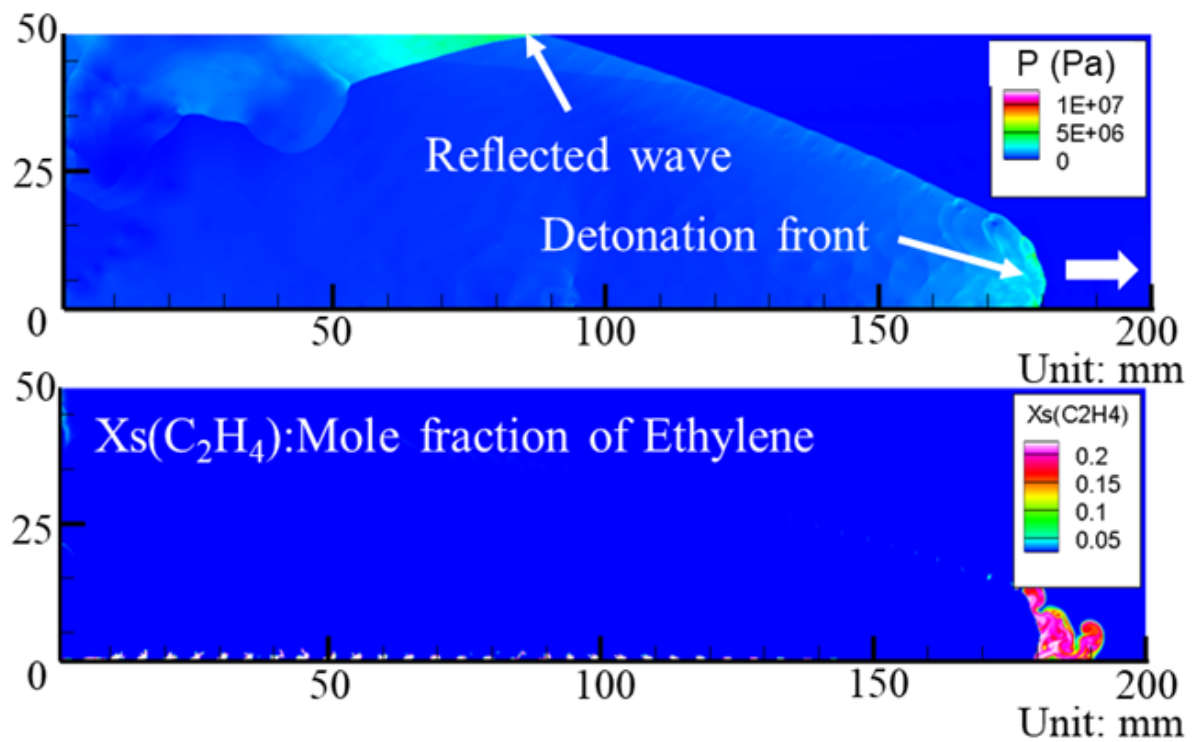 50
P (Pa)
1E+07
5E+06
0
Reflected wave
25
Detonation front
0
50
100
150
200
Unit: mm
50
Xs(C2H4)
Xs(C₂H₄):Mole fraction of Ethylene
0.2
0.15
0.1
0.05
25
0
50
100
150
200
Unit: mm